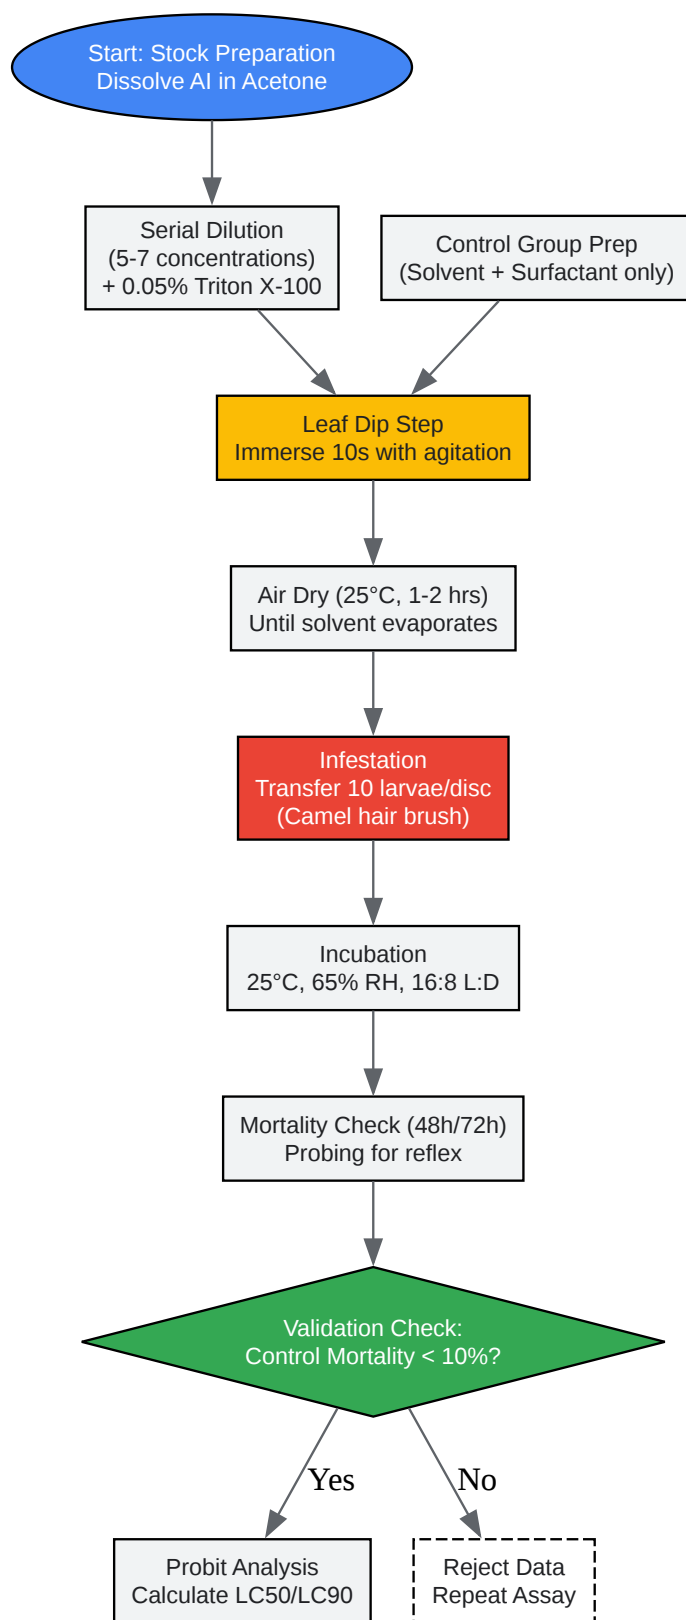 Start: Stock Preparation
Dissolve AI in Acetone
Serial Dilution
(5-7 concentrations)
+ 0.05% Triton X-100
Control Group Prep
(Solvent + Surfactant only)
Leaf Dip Step
Immerse 10s with agitation
Air Dry (25°C, 1-2 hrs)
Until solvent evaporates
Infestation
Transfer 10 larvae/disc
(Camel hair brush)
Incubation
25°C, 65% RH, 16:8 L:D
Mortality Check (48h/72h)
Probing for reflex
Validation Check:
Control Mortality < 10%?
Yes
No
Probit Analysis
Calculate LC50/LC90
Reject Data
Repeat Assay